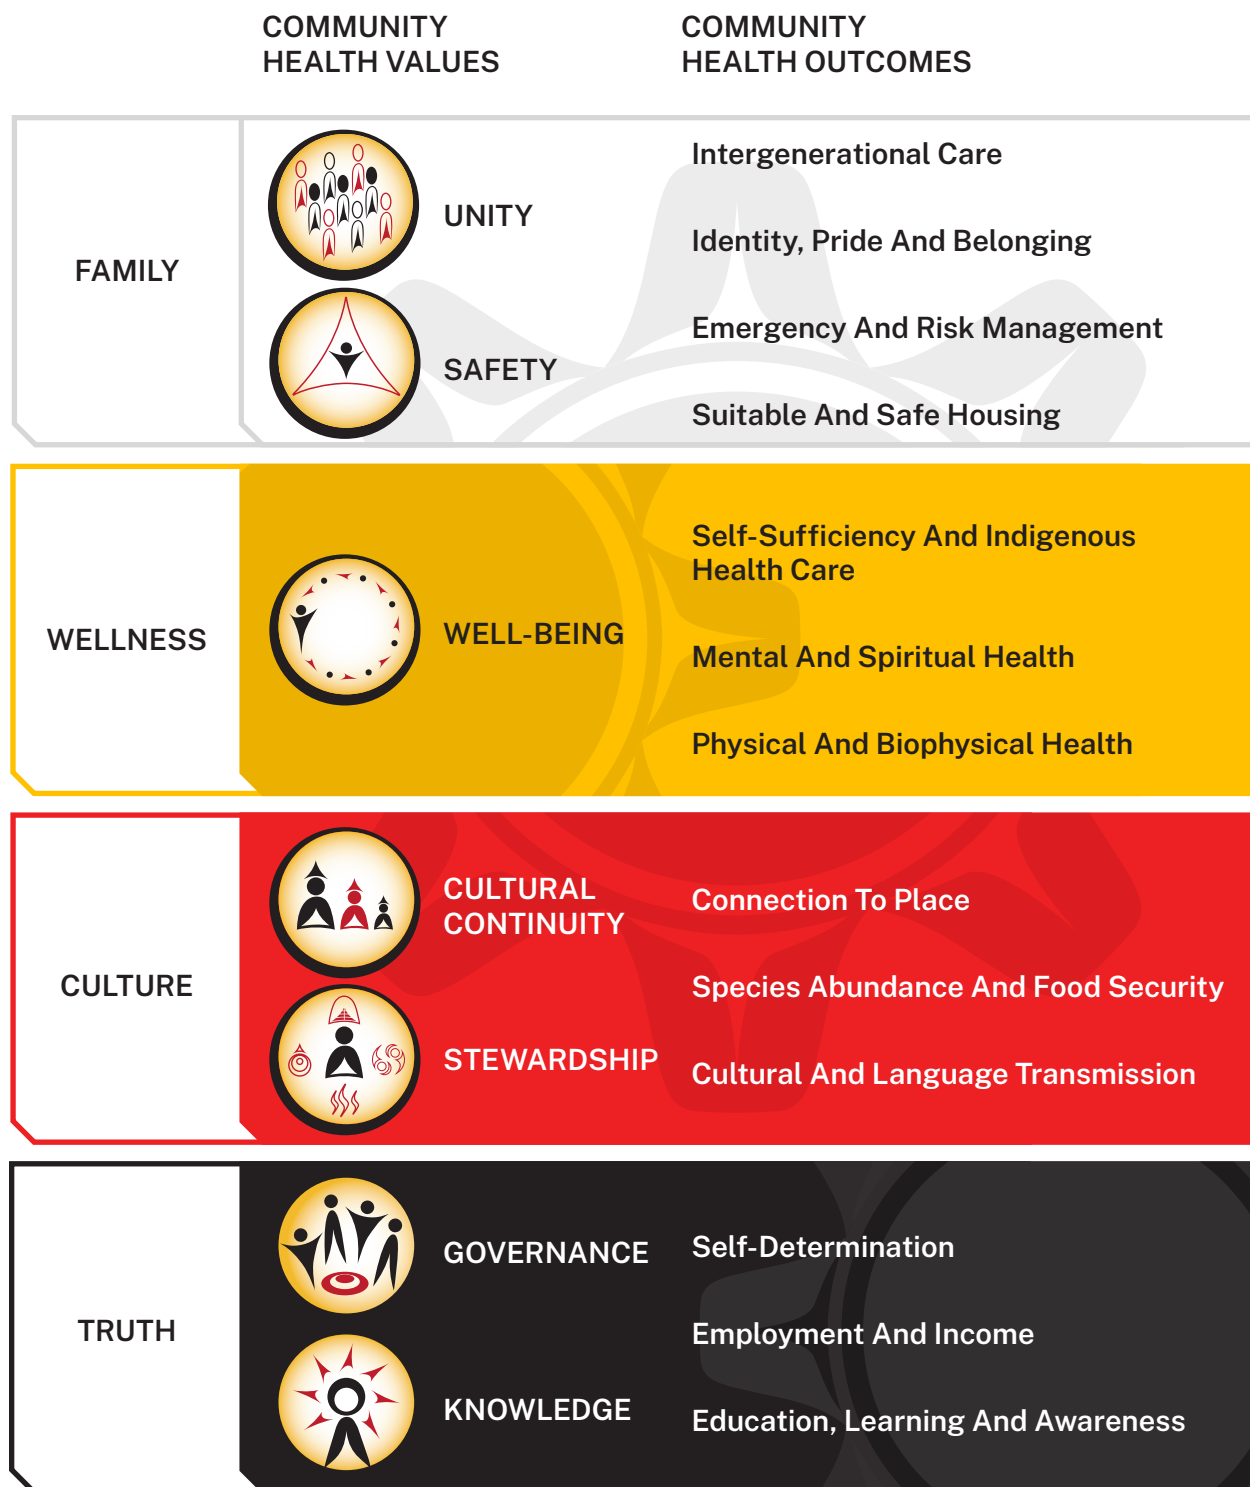 COMMUNITY
HEALTH VALUES
COMMUNITY
HEALTH OUTCOMES
FAMILY
UNITY
SAFETY
Intergenerational Care
Identity, Pride And Belonging
Emergency And Risk Management
Suitable And Safe Housing
WELLNESS
WELL-BEING
Self-Sufficiency And Indigenous
Health Care
Mental And Spiritual Health
Physical And Biophysical Health
CULTURE
CULTURAL
CONTINUITY
STEWARDSHIP
Connection To Place
Species Abundance And Food Security
Cultural And Language Transmission
TRUTH
GOVERNANCE
KNOWLEDGE
Self-Determination
Employment And Income
Education, Learning And Awareness